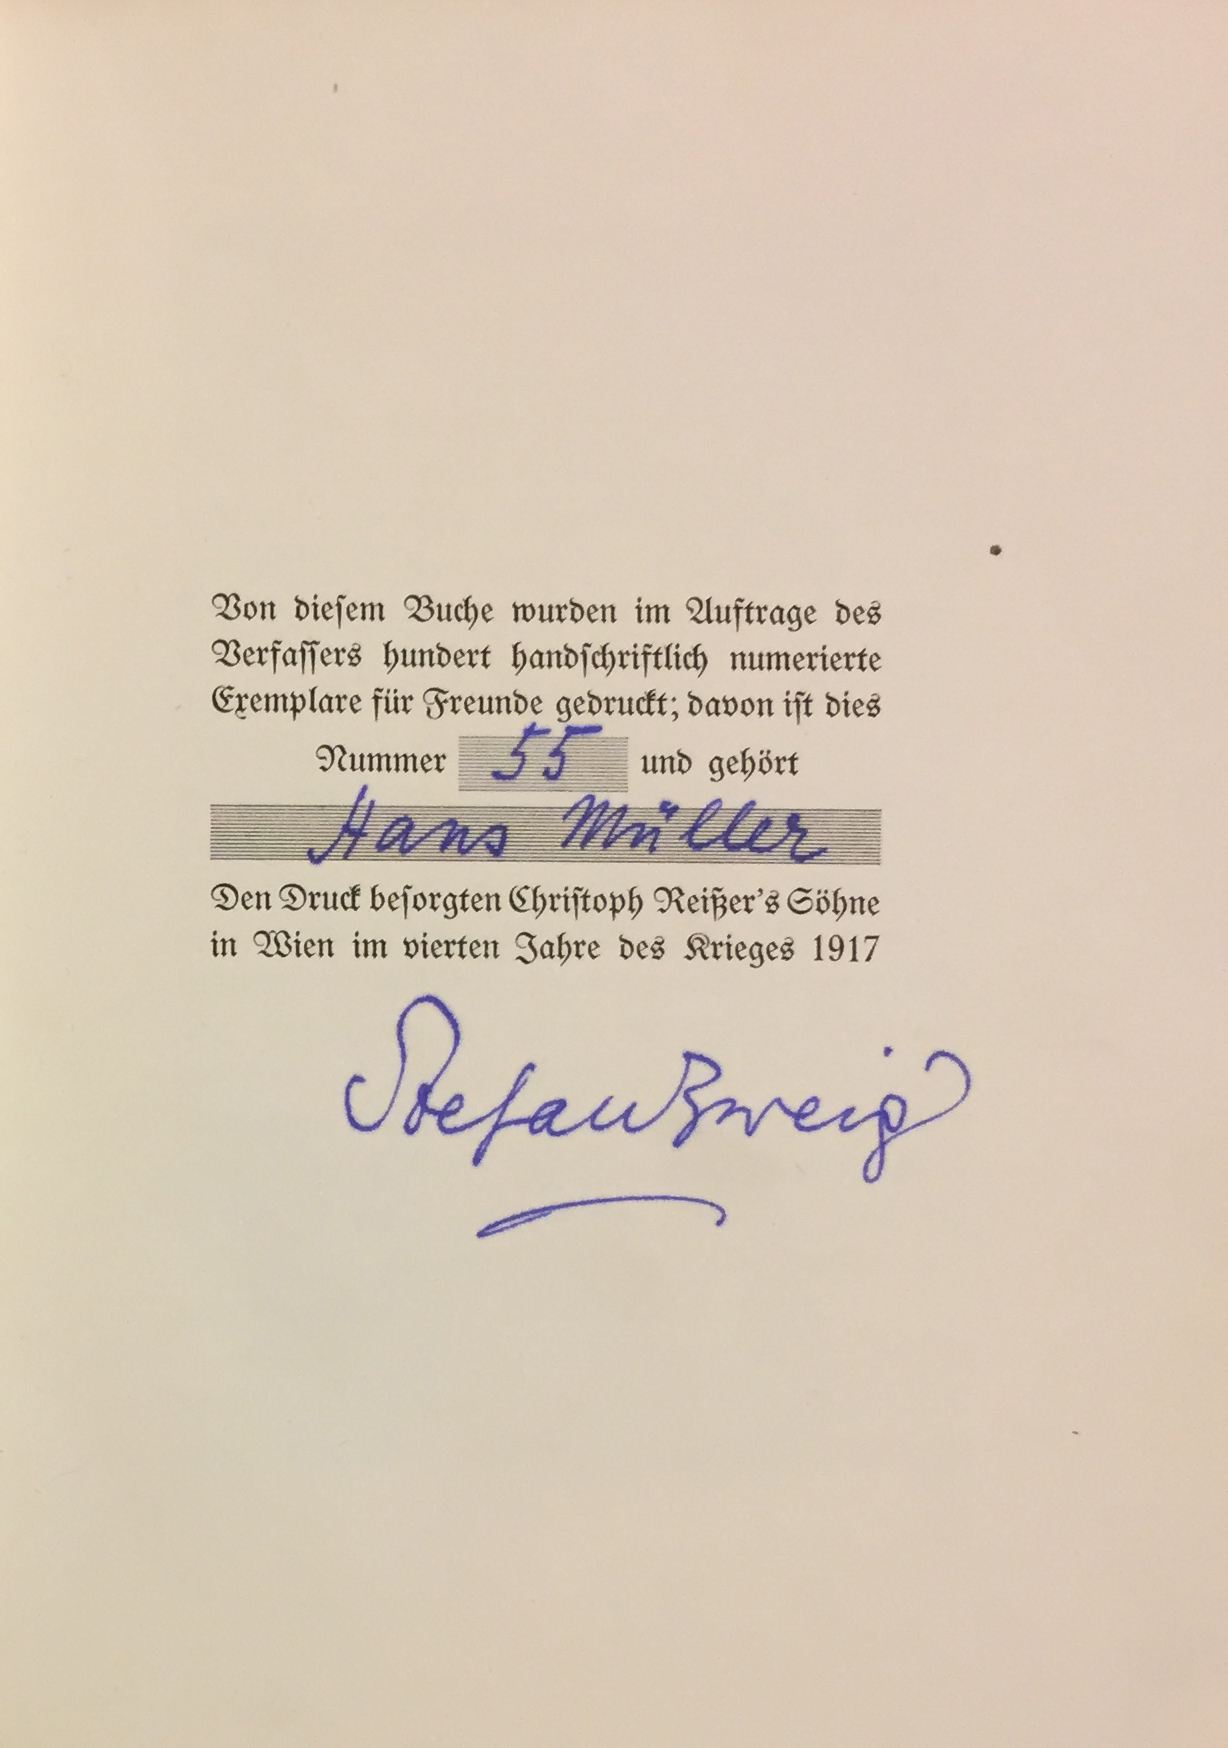 Von diesem Buche wurden im Auftrage des
Verfassers hundert handschriftlich numerierte
Exemplare für Freunde gedruckt; davon ist dies
Nummer 55 und gehört
Hans Müller
Den Druck besorgten Christoph Reißer's Söhne
in Wien im vierten Jahre des Krieges 1917
Stefan Zweig